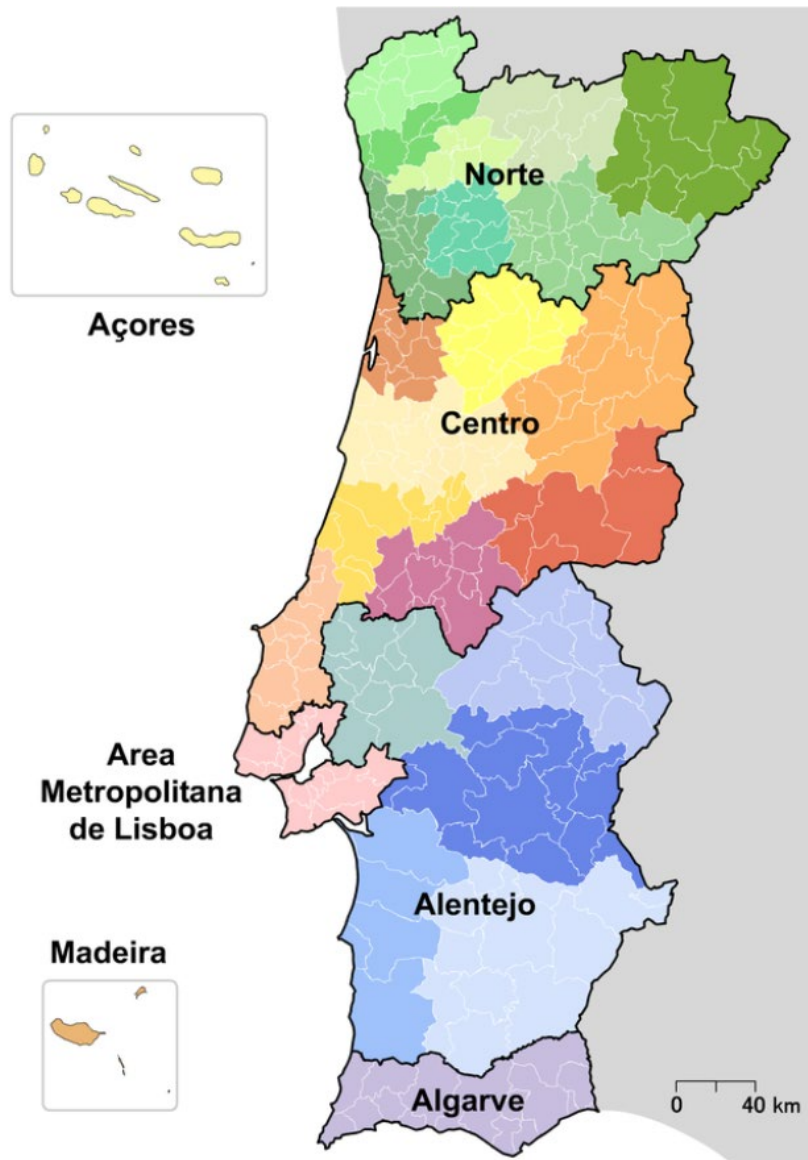 Norte
Açores
Centro
Area
Metropolitana
de Lisboa
Alentejo
Madeira
Algarve
0 40 km